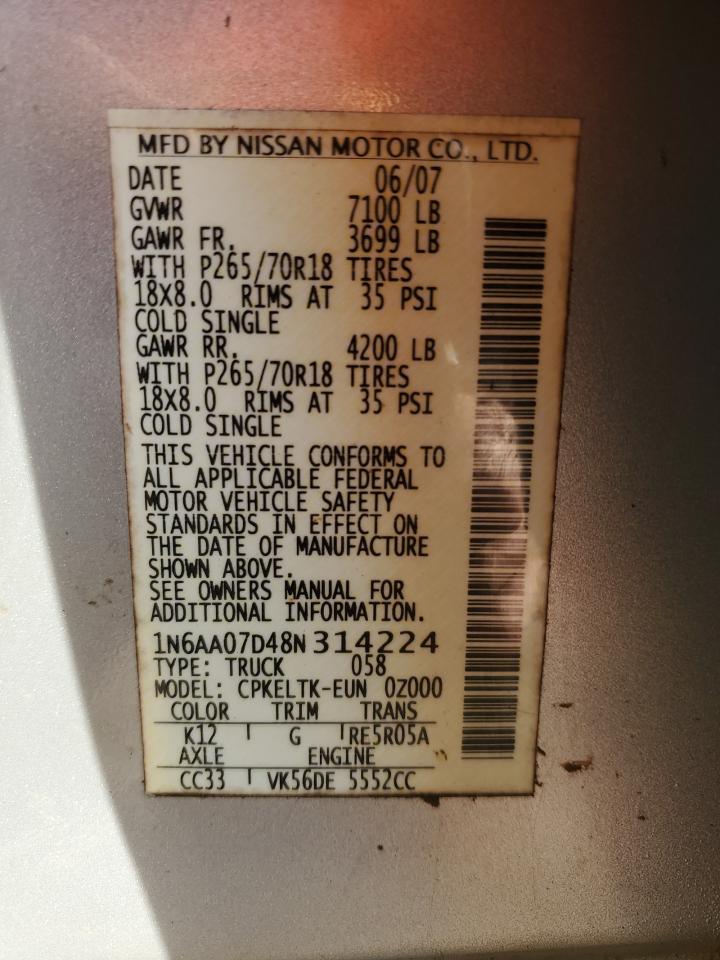 MFD BY NISSAN MOTOR CO., LTD.
DATE 06/07
GVWR 7100 LB
GAWR FR. 3699 LB
WITH P265/70R18 TIRES
18X8.0 RIMS AT 35 PSI
COLD SINGLE
GAWR RR. 4200 LB
WITH P265/70R18 TIRES
18X8.0 RIMS AT 35 PSI
COLD SINGLE
THIS VEHICLE CONFORMS TO
ALL APPLICABLE FEDERAL
MOTOR VEHICLE SAFETY
STANDARDS IN EFFECT ON
THE DATE OF MANUFACTURE
SHOWN ABOVE.
SEE OWNERS MANUAL FOR
ADDITIONAL INFORMATION.
1N6AA07D48N314224
TYPE: TRUCK 058
MODEL: CPKELTK-EUN 0Z000
COLOR TRIM TRANS
K12 G RE5R05A
AXLE ENGINE
CC33 VK56DE 5552CC